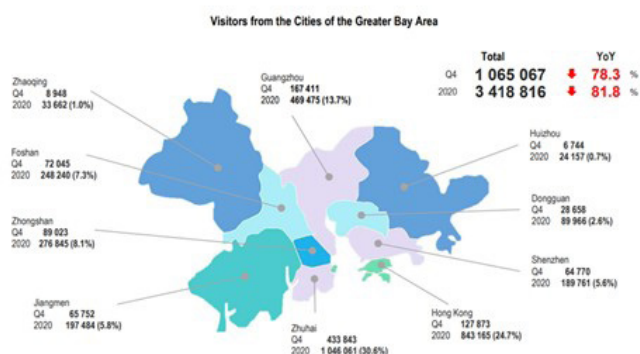 Visitors from the Cities of the Greater Bay Area
Total YoY
Q4 1 065 067 78.3 %
2020 3 418 816 81.8 %
Zhaoqing
Q4 8 948
2020 33 662 (1.0%)
Guangzhou
Q4 167 411
2020 469 475 (13.7%)
Huizhou
Q4 6 744
2020 24 157 (0.7%)
Foshan
Q4 72 045
2020 248 240 (7.3%)
Dongguan
Q4 28 658
2020 89 966 (2.6%)
Zhongshan
Q4 89 023
2020 276 845 (8.1%)
Shenzhen
Q4 64 770
2020 189 761 (5.6%)
Jiangmen
Q4 65 752
2020 197 484 (5.8%)
Zhuhai
Q4 433 843
2020 1 046 061 (30.6%)
Hong Kong
Q4 127 873
2020 843 165 (24.7%)